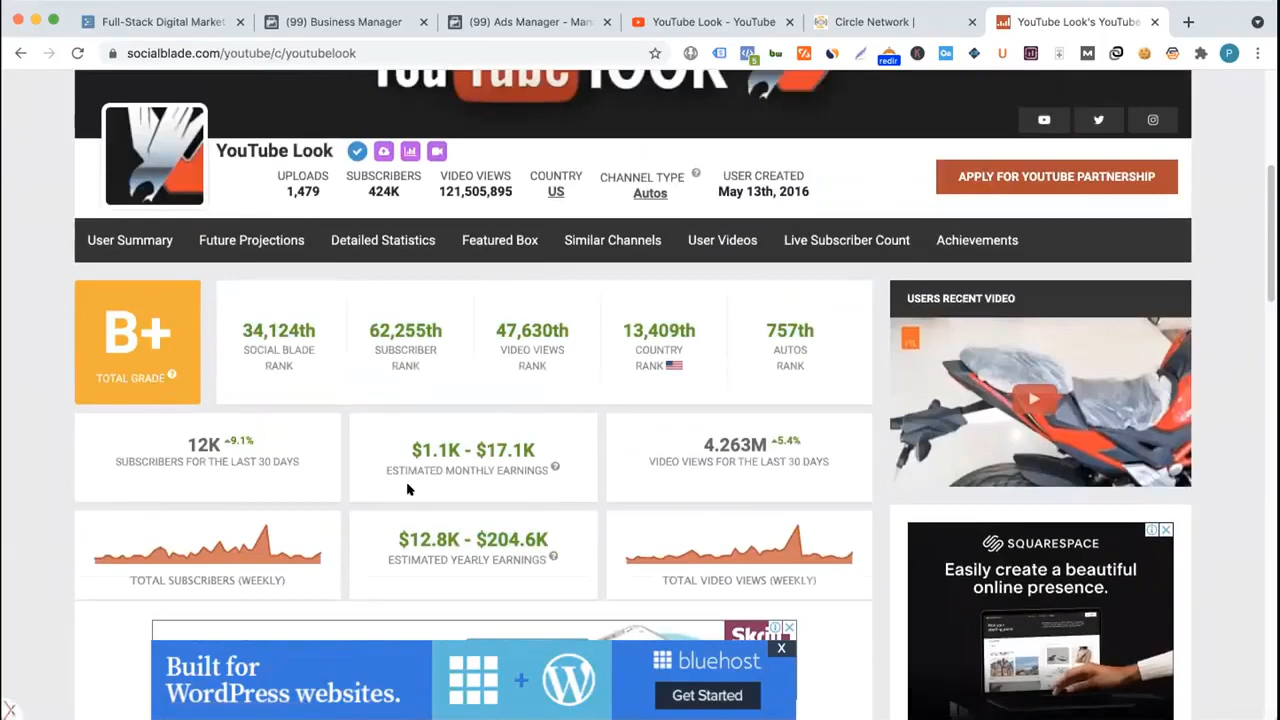 Full-Stack Digital Market
(99) Business Manager
(99) Ads Manager - Man
YouTube Look - YouTube
Circle Network |
YouTube Look's YouTube
socialblade.com/youtube/c/youtubelook
5
bw
redir
K
Oa
U
M
P
YouTube look
YouTube Look
UPLOADS
1,479
SUBSCRIBERS
424K
VIDEO VIEWS
121,505,895
COUNTRY
US
CHANNEL TYPE ?
Autos
USER CREATED
May 13th, 2016
APPLY FOR YOUTUBE PARTNERSHIP
User Summary
Future Projections
Detailed Statistics
Featured Box
Similar Channels
User Videos
Live Subscriber Count
Achievements
B+
TOTAL GRADE ?
34,124th
SOCIAL BLADE
RANK
62,255th
SUBSCRIBER
RANK
47,630th
VIDEO VIEWS
RANK
13,409th
COUNTRY
RANK
757th
AUTOS
RANK
USERS RECENT VIDEO
12K 9.1%
SUBSCRIBERS FOR THE LAST 30 DAYS
$1.1K - $17.1K
ESTIMATED MONTHLY EARNINGS ?
4.263M 5.4%
VIDEO VIEWS FOR THE LAST 30 DAYS
TOTAL SUBSCRIBERS (WEEKLY)
$12.8K - $204.6K
ESTIMATED YEARLY EARNINGS ?
TOTAL VIDEO VIEWS (WEEKLY)
SQUARESPACE
Easily create a beautiful
online presence.
Skri
X
Built for
WordPress websites.
+
bluehost
Get Started